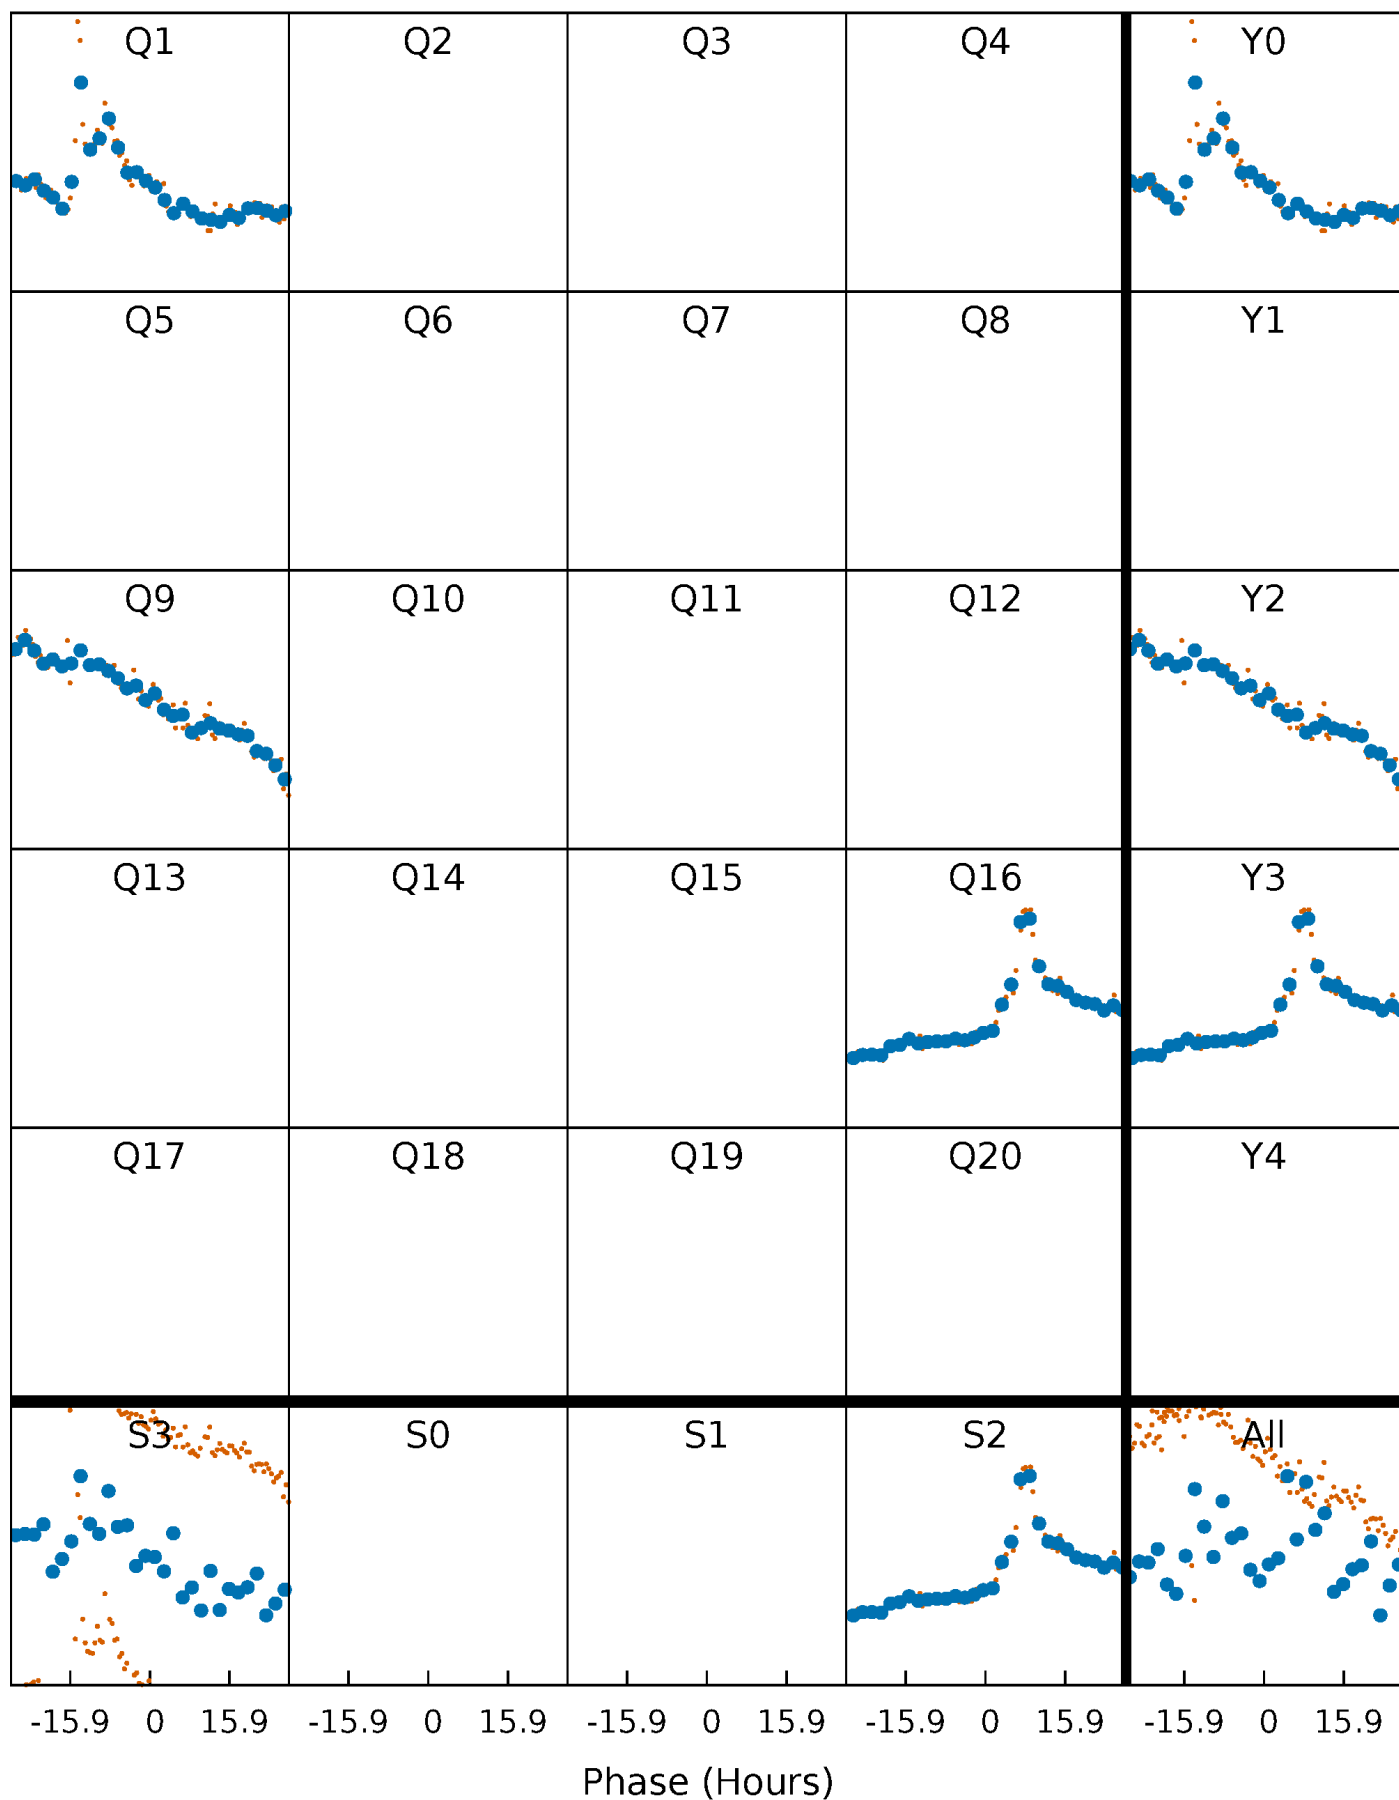 Q1 Q2 Q3 Q4 Y0
Q5 Q6 Q7 Q8 Y1
Q9 Q10 Q11 Q12 Y2
Q13 Q14 Q15 Q16 Y3
Q17 Q18 Q19 Q20 Y4
S3 S0 S1 S2 All
-15.9 0 15.9 -15.9 0 15.9 -15.9 0 15.9 -15.9 0 15.9 -15.9 0 15.9
Phase (Hours)